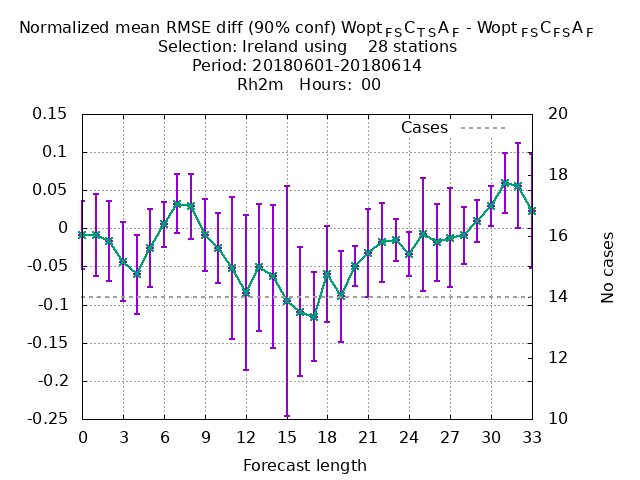 Normalized mean RMSE diff (90% conf) Wopt FS C T S A F - Wopt FS C F S A F
Selection: Ireland using 28 stations
Period: 20180601-20180614
Rh2m Hours: 00
0.15
0.1
0.05
0
-0.05
-0.1
-0.15
-0.2
-0.25
Cases
20
18
16
14
12
10
No cases
0 3 6 9 12 15 18 21 24 27 30 33
Forecast length